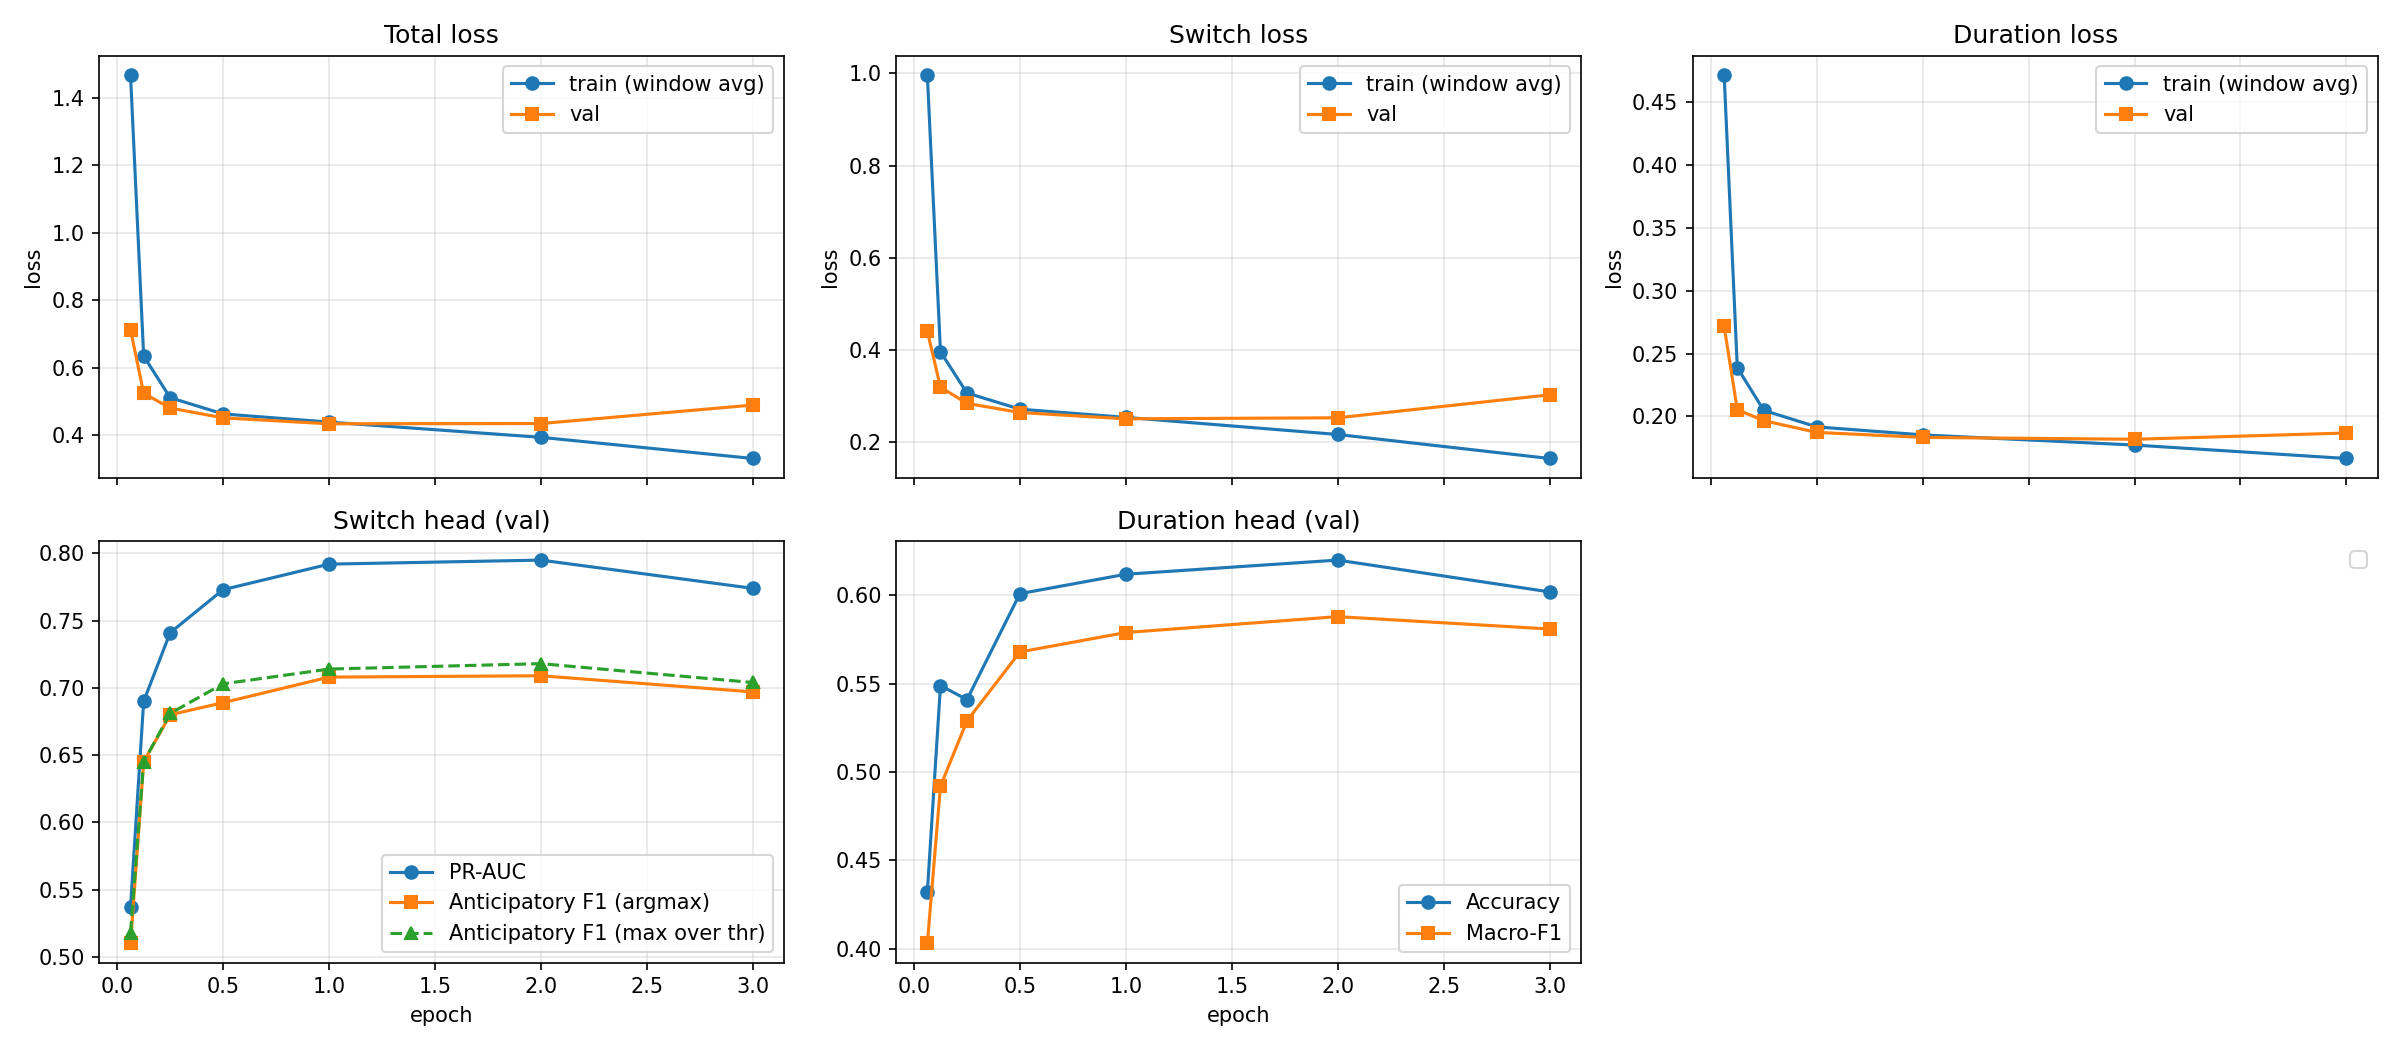 Total loss
loss
1.4
1.2
1.0
0.8
0.6
0.4
train (window avg)
val
Switch loss
loss
1.0
0.8
0.6
0.4
0.2
train (window avg)
val
Duration loss
loss
0.45
0.40
0.35
0.30
0.25
0.20
train (window avg)
val
Switch head (val)
0.80
0.75
0.70
0.65
0.60
0.55
0.50
PR-AUC
Anticipatory F1 (argmax)
Anticipatory F1 (max over thr)
0.0 0.5 1.0 1.5 2.0 2.5 3.0
epoch
Duration head (val)
0.60
0.55
0.50
0.45
0.40
Accuracy
Macro-F1
0.0 0.5 1.0 1.5 2.0 2.5 3.0
epoch